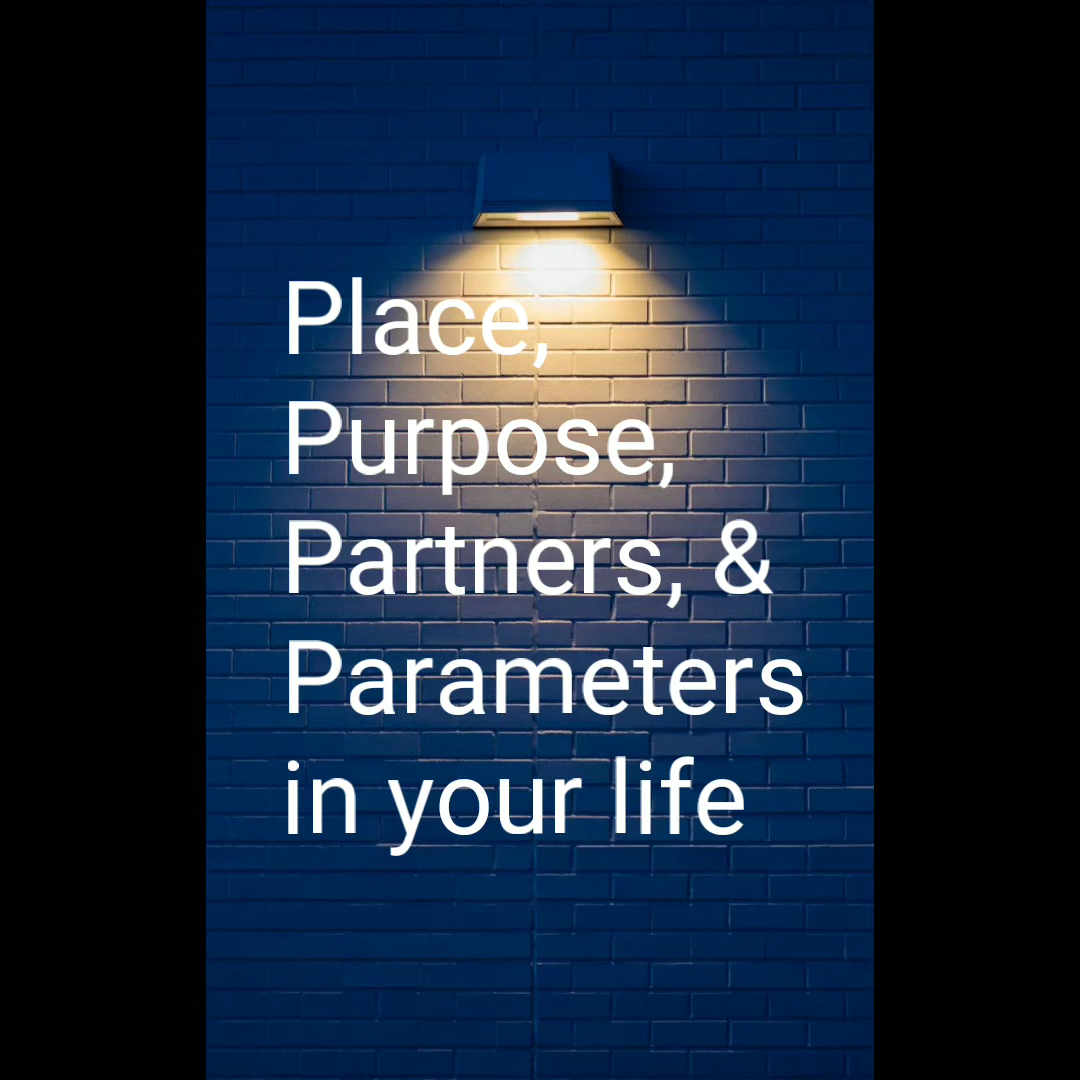 Place,
Purpose,
Partners, &
Parameters
in your life